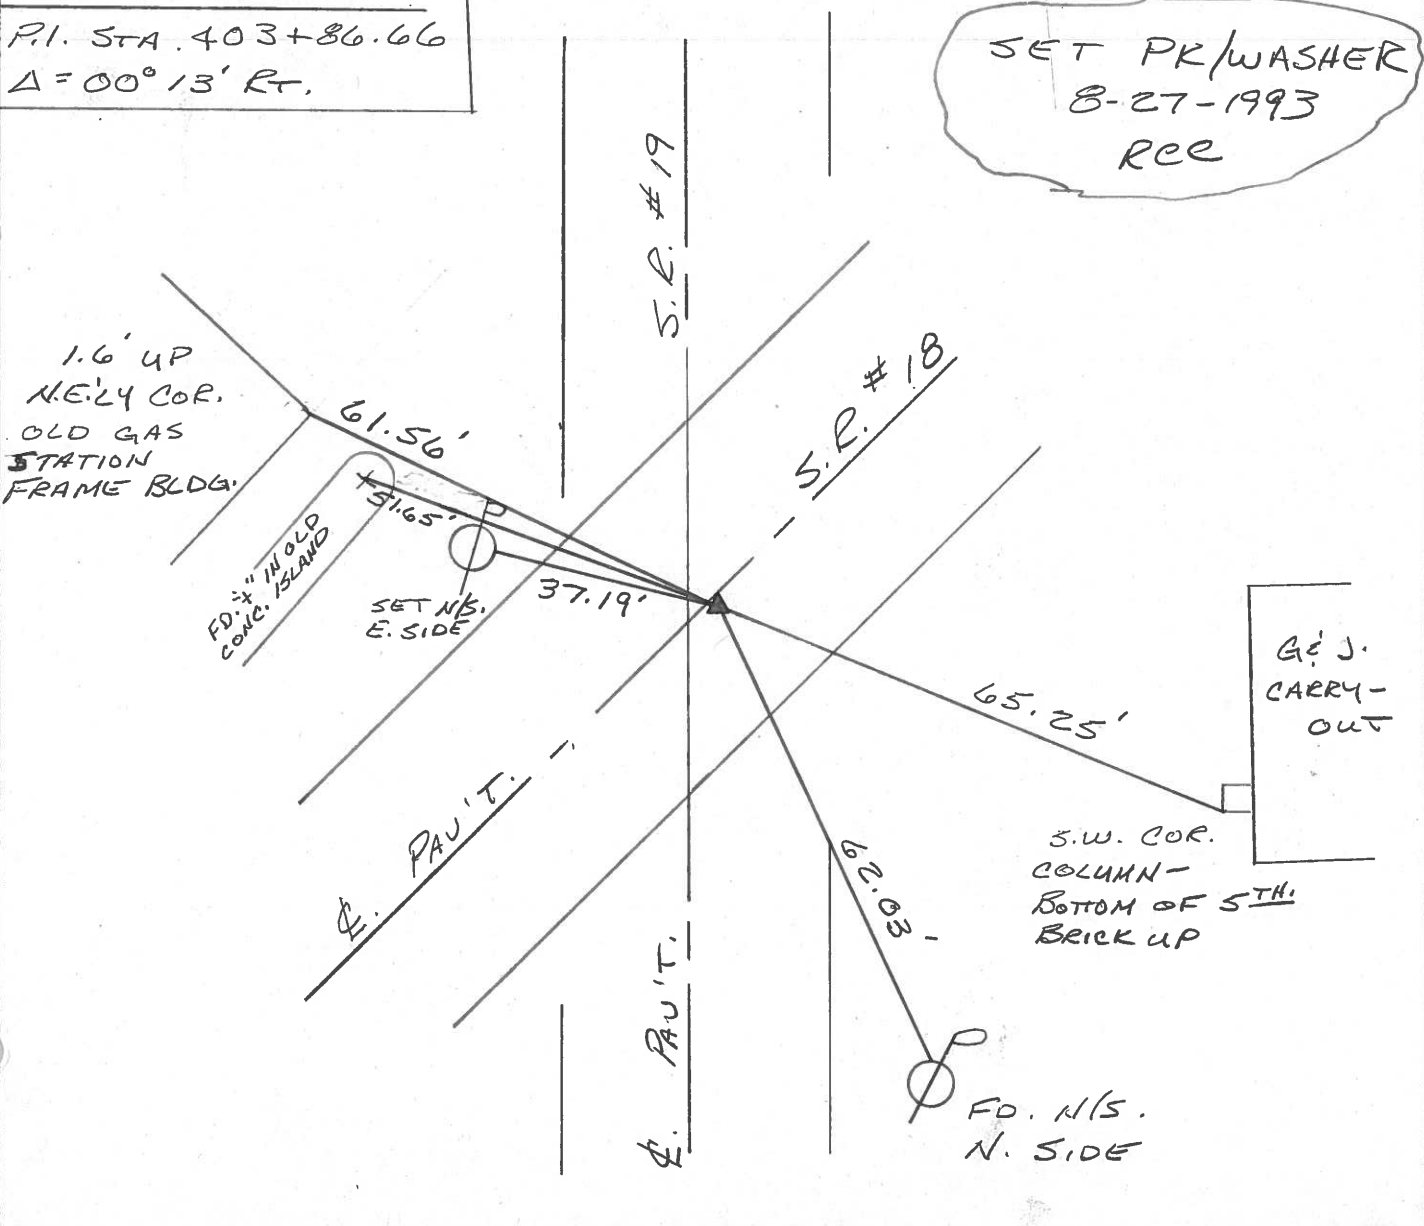 P.I. STA. 403+86.66
Δ = 00° 13' RT.
SET PK/WASHER
8-27-1993
RCC
S.R. #19
S.R. #18
1.6' UP
N.E.'LY COR.
OLD GAS
STATION
FRAME BLDG.
61.56'
51.65'
FD. "+" IN OLD
CONC. ISLAND
SET N/S.
E. SIDE
37.19'
65.25'
G & J.
CARRY-
OUT
S.W. COR.
COLUMN-
BOTTOM OF 5TH.
BRICK UP
62.03'
FD. N/S.
N. SIDE
℄. PAV'T.
℄. PAV'T.